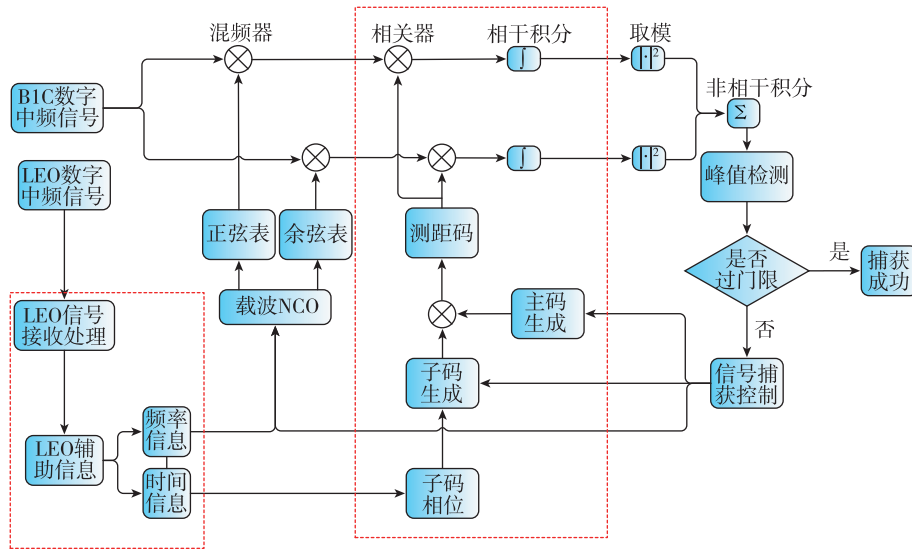 混频器
相关器
相干积分
取模
∫
|·|²
B1C数字
中频信号
非相干积分
Σ
∫
|·|²
LEO数字
中频信号
峰值检测
正弦表
余弦表
测距码
是否
过门限
是
捕获
成功
载波NCO
LEO信号
接收处理
主码
生成
否
子码
生成
信号捕
获控制
频率
信息
LEO辅
助信息
时间
信息
子码
相位